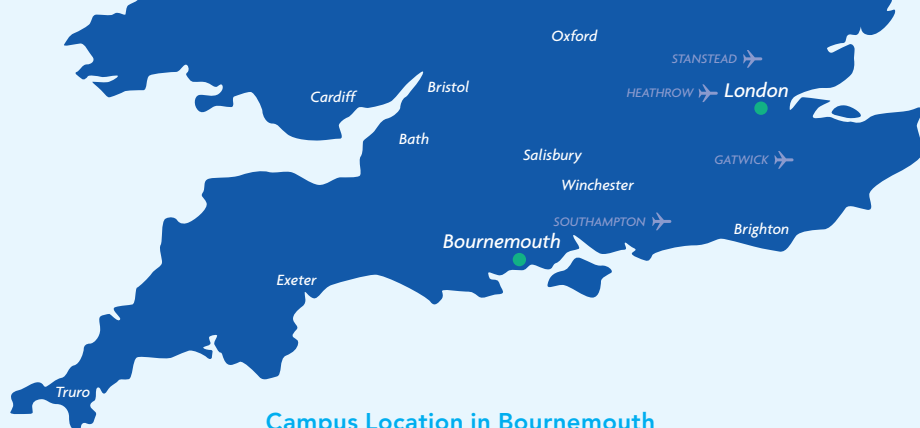 Oxford
STANSTEAD
HEATHROW
London
Bristol
Cardiff
Bath
Salisbury
GATWICK
Winchester
SOUTHAMPTON
Brighton
Bournemouth
Exeter
Truro
Campus Location in Bournemouth